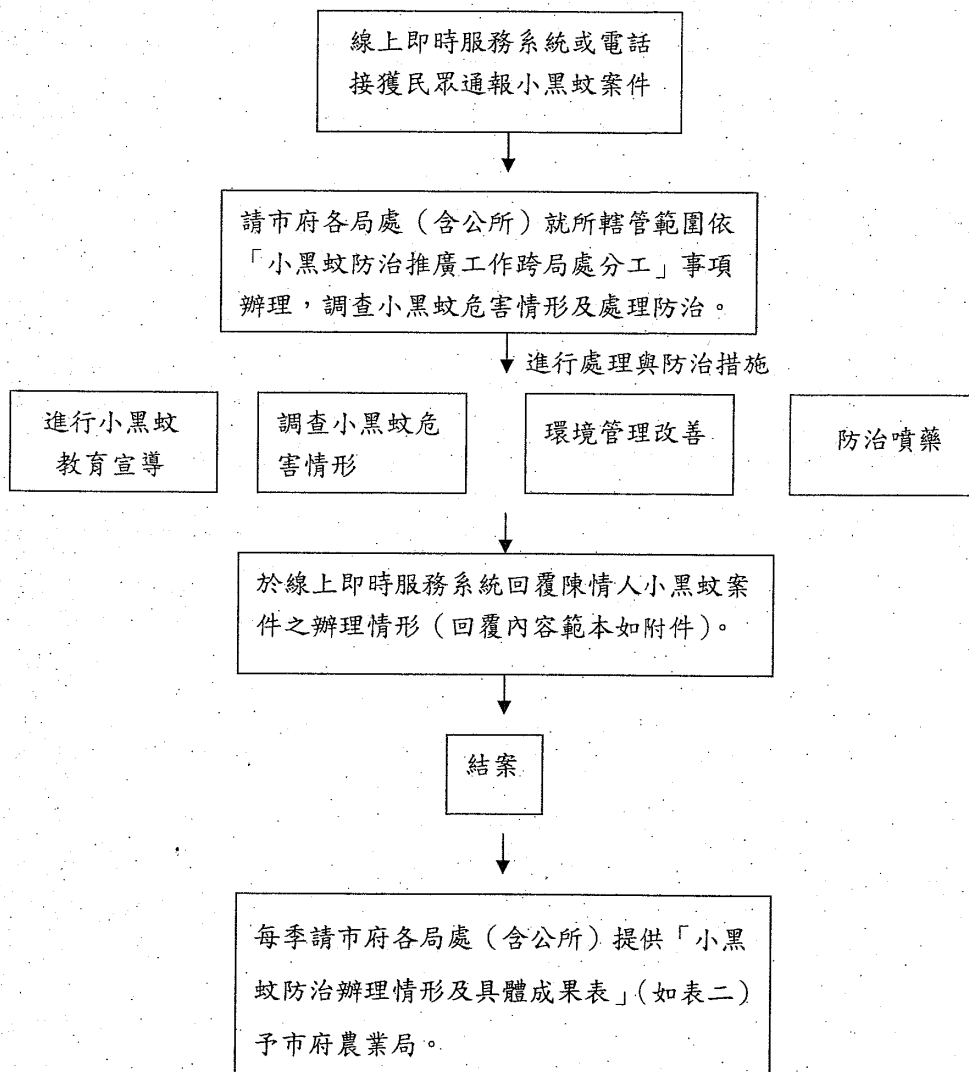 線上即時服務系統或電話
接獲民眾通報小黑蚊案件
請市府各局處（含公所）就所轄管範圍依
「小黑蚊防治推廣工作跨局處分工」事項
辦理，調查小黑蚊危害情形及處理防治。
進行處理與防治措施
進行小黑蚊
教育宣導
調查小黑蚊危
害情形
環境管理改善
防治噴藥
於線上即時服務系統回覆陳情人小黑蚊案
件之辦理情形（回覆內容範本如附件）。
結案
每季請市府各局處（含公所）提供「小黑
蚊防治辦理情形及具體成果表」（如表二）
予市府農業局。